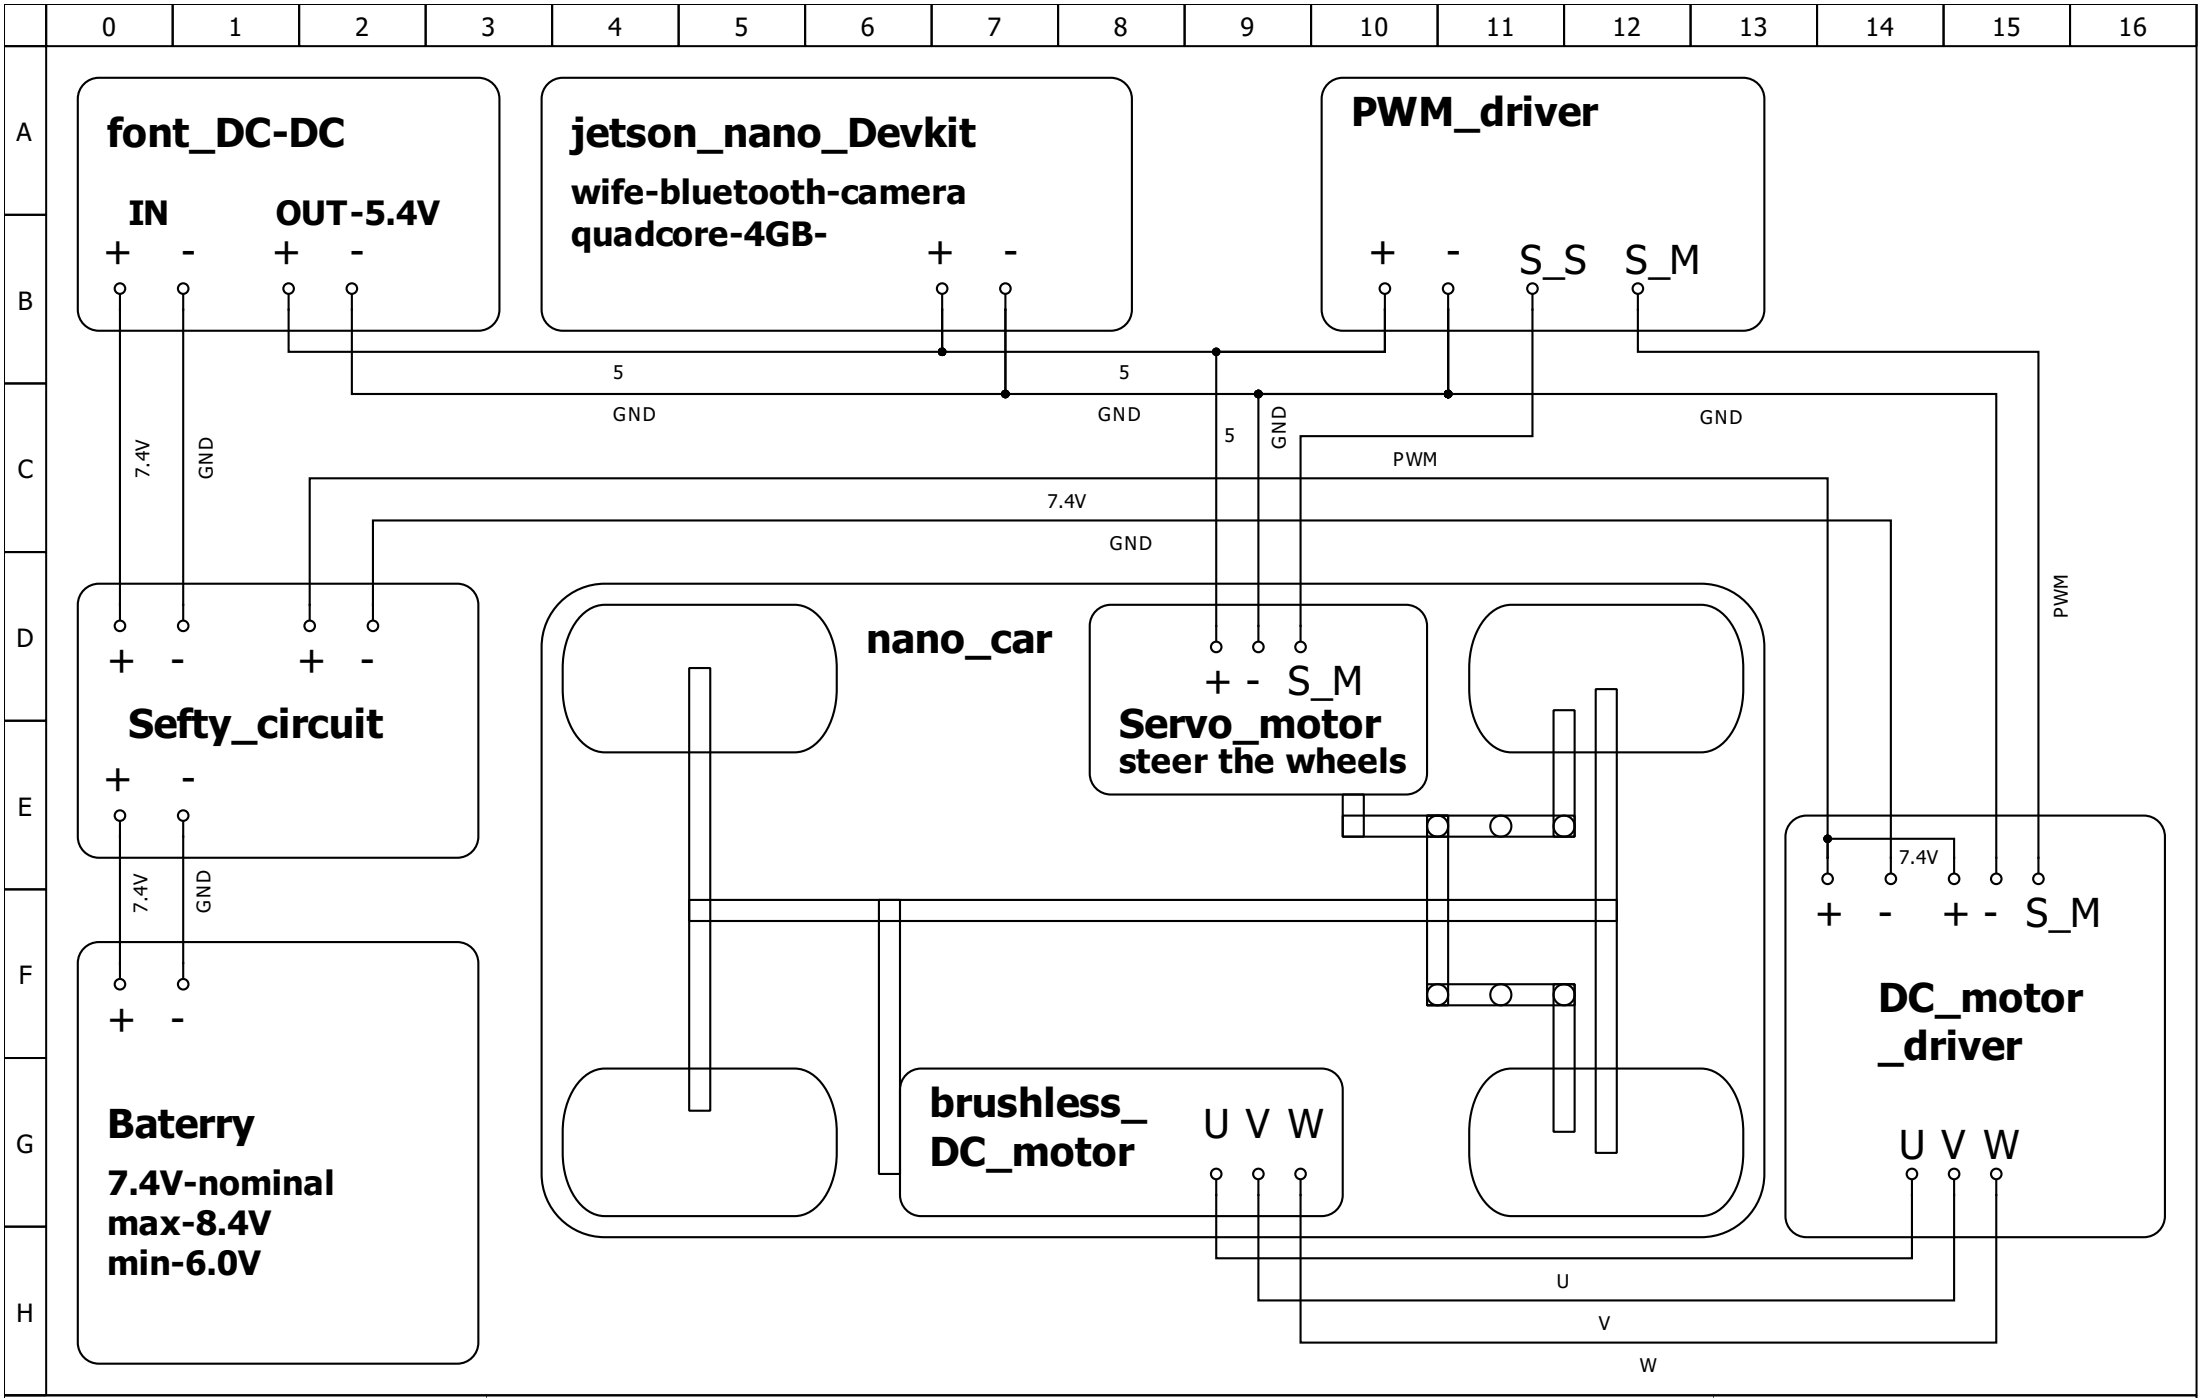 0 1 2 3 4 5 6 7 8 9 10 11 12 13 14 15 16
A
B
C
D
E
F
G
H
font_DC-DC
IN OUT-5.4V
+ - + -
jetson_nano_Devkit
wife-bluetooth-camera
quadcore-4GB-
+ -
PWM_driver
+ - S_S S_M
5 5
GND GND GND
7.4V GND
5 GND
PWM
7.4V
GND
PWM
+ - + -
Sefty_circuit
+ -
7.4V GND
+ -
Baterry
7.4V-nominal
max-8.4V
min-6.0V
nano_car
+ - S_M
Servo_motor
steer the wheels
brushless_
DC_motor
U V W
7.4V
+ - + - S_M
DC_motor
_driver
U V W
U
V
W